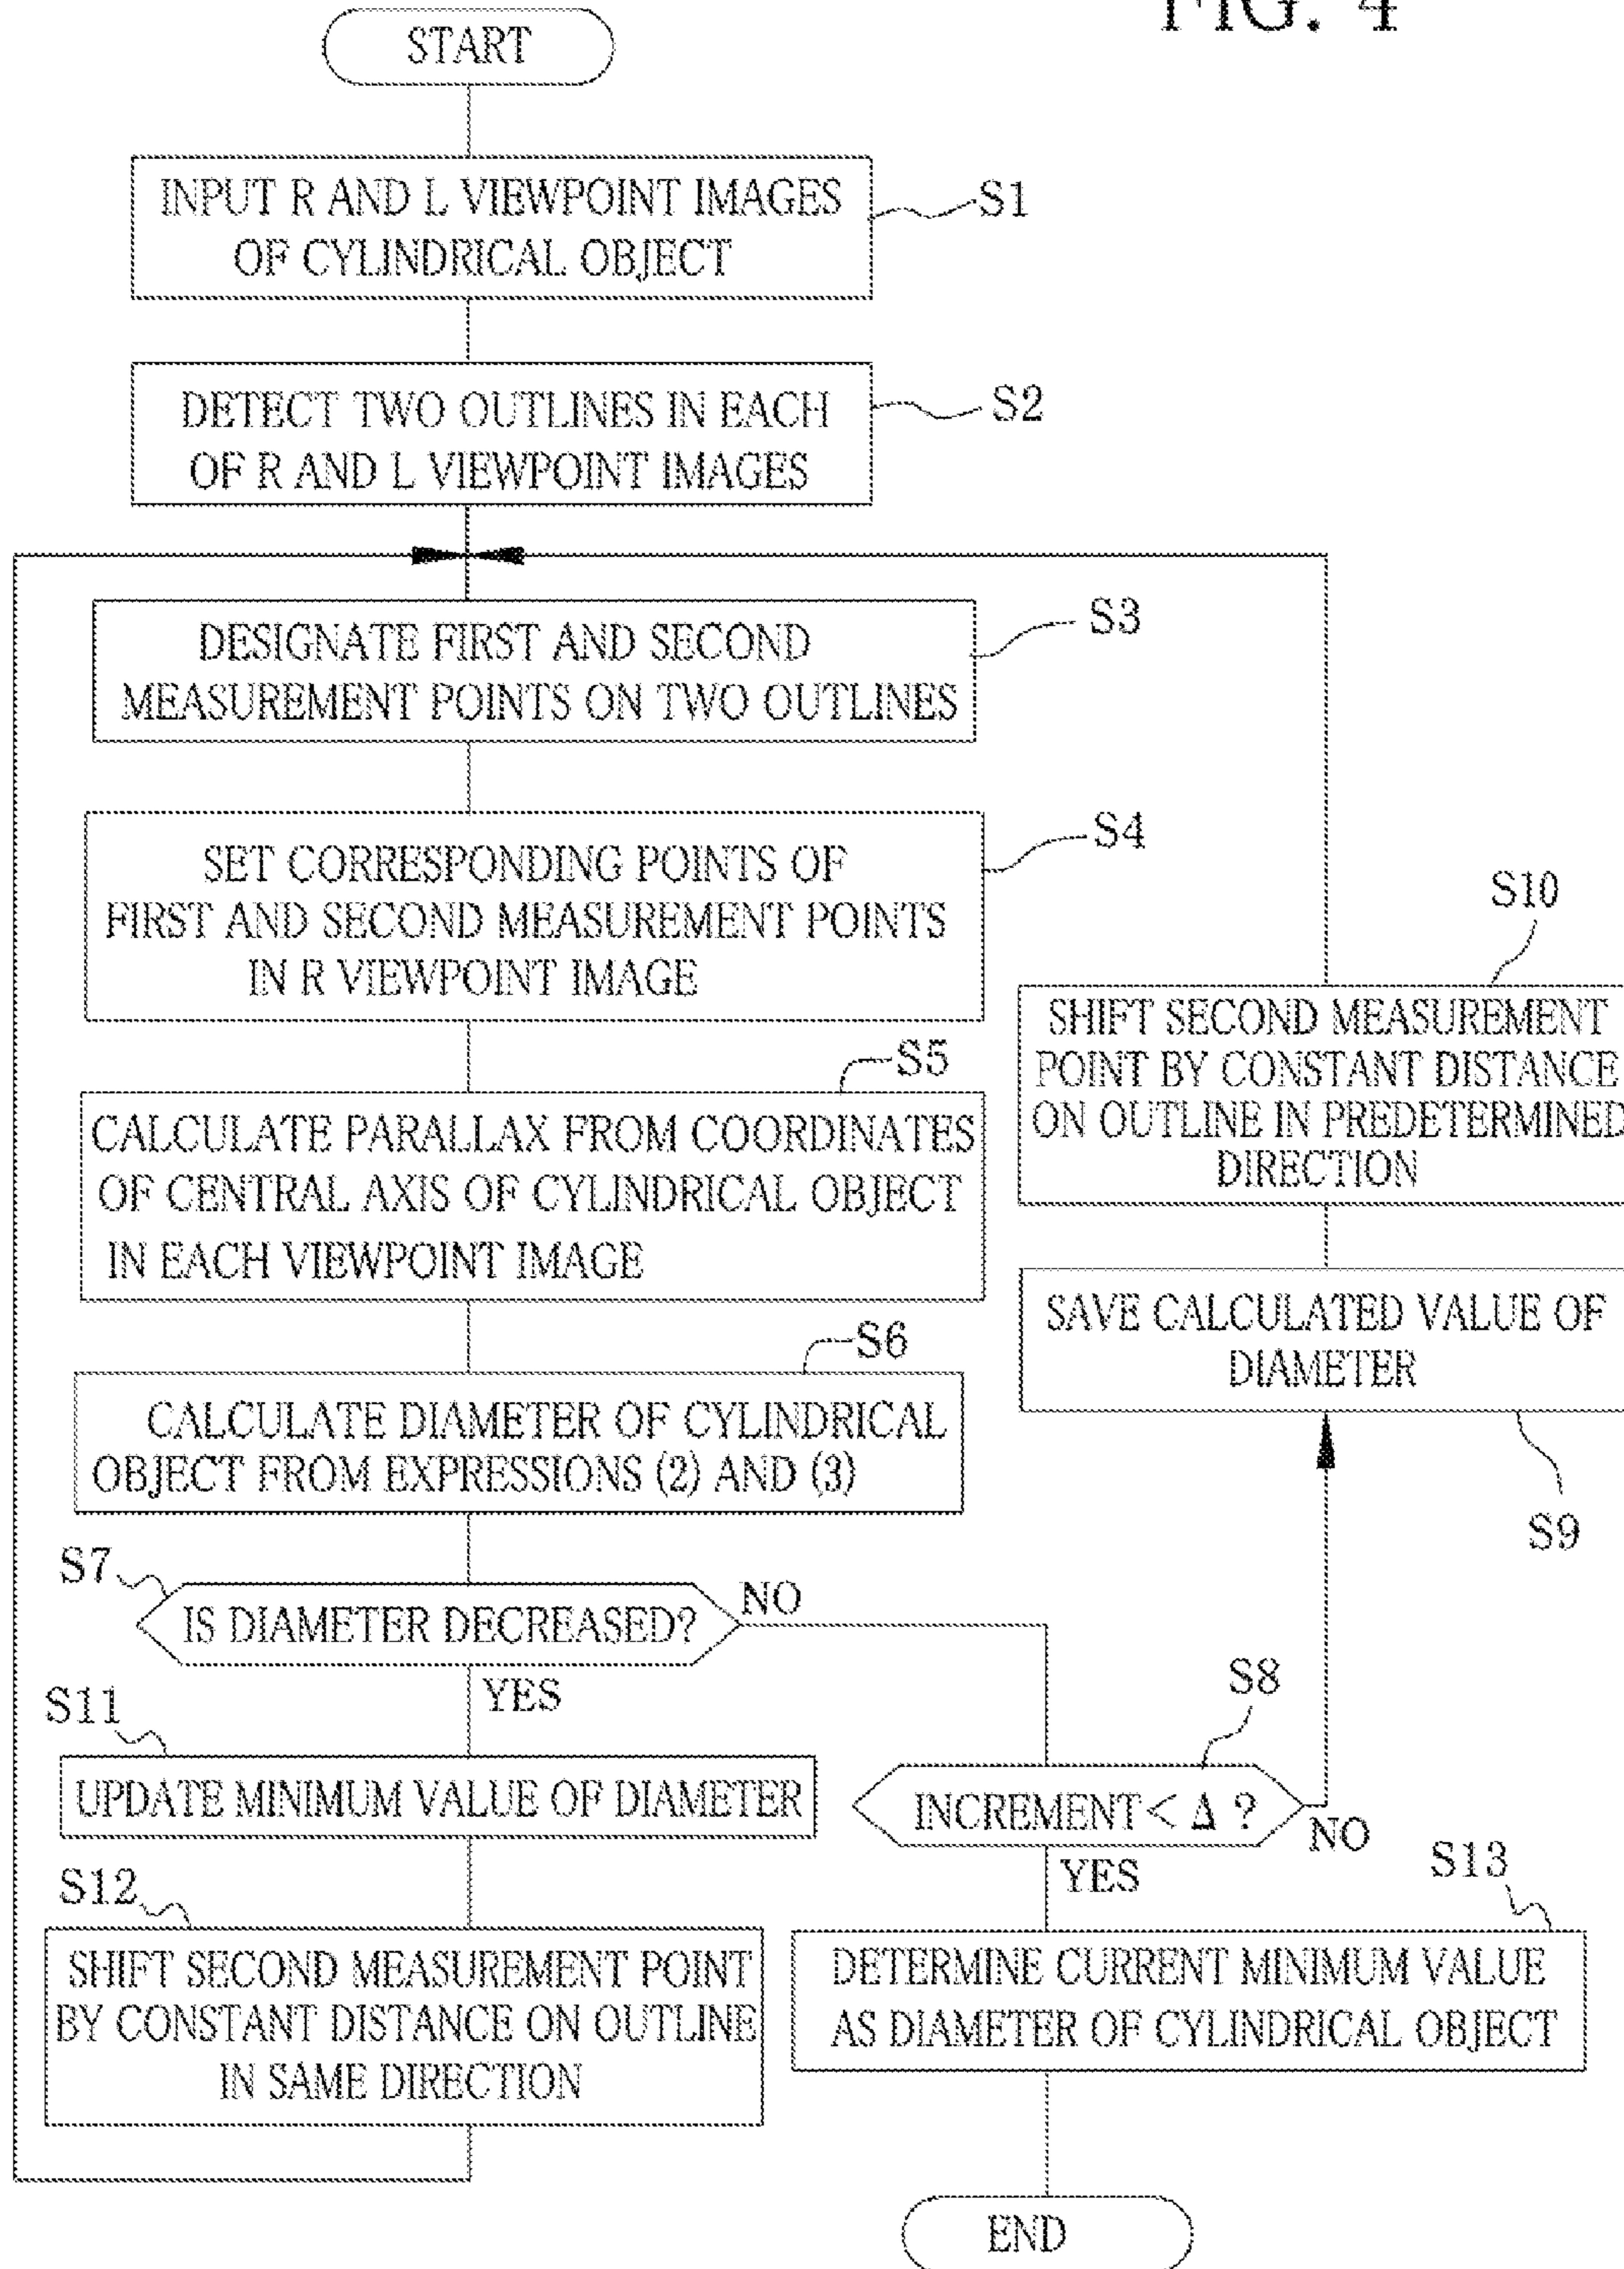 FIG. 4
START
INPUT R AND L VIEWPOINT IMAGES
OF CYLINDRICAL OBJECT
S1
DETECT TWO OUTLINES IN EACH
OF R AND L VIEWPOINT IMAGES
S2
DESIGNATE FIRST AND SECOND
MEASUREMENT POINTS ON TWO OUTLINES
S3
SET CORRESPONDING POINTS OF
FIRST AND SECOND MEASUREMENT POINTS
IN R VIEWPOINT IMAGE
S4
S5
CALCULATE PARALLAX FROM COORDINATES
OF CENTRAL AXIS OF CYLINDRICAL OBJECT
IN EACH VIEWPOINT IMAGE
S6
CALCULATE DIAMETER OF CYLINDRICAL
OBJECT FROM EXPRESSIONS (2) AND (3)
S7
IS DIAMETER DECREASED?
NO
YES
S8
INCREMENT < Δ ?
NO
YES
S10
SHIFT SECOND MEASUREMENT
POINT BY CONSTANT DISTANCE
ON OUTLINE IN PREDETERMINED
DIRECTION
SAVE CALCULATED VALUE OF
DIAMETER
S9
S11
UPDATE MINIMUM VALUE OF DIAMETER
S12
SHIFT SECOND MEASUREMENT POINT
BY CONSTANT DISTANCE ON OUTLINE
IN SAME DIRECTION
S13
DETERMINE CURRENT MINIMUM VALUE
AS DIAMETER OF CYLINDRICAL OBJECT
END